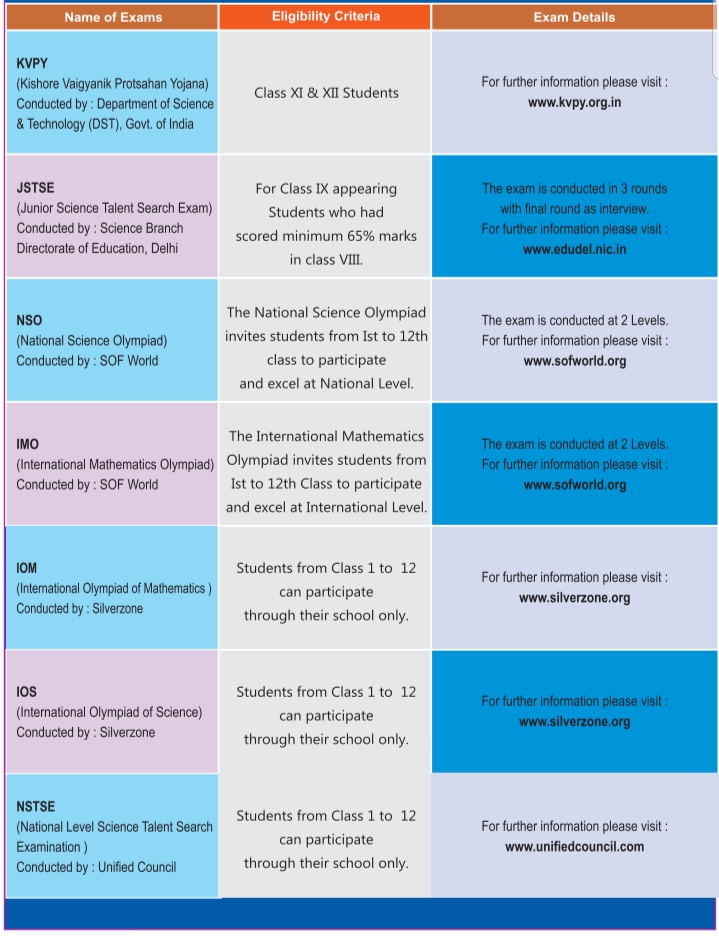 Name of Exams
Eligibility Criteria
Exam Details
KVPY
(Kishore Vaigyanik Protsahan Yojana)
Conducted by : Department of Science
& Technology (DST), Govt. of India
Class XI & XII Students
For further information please visit :
www.kvpy.org.in
JSTSE
(Junior Science Talent Search Exam)
Conducted by : Science Branch
Directorate of Education, Delhi
For Class IX appearing
Students who had
scored minimum 65% marks
in class VIII.
The exam is conducted in 3 rounds
with final round as interview.
For further information please visit :
www.edudel.nic.in
NSO
(National Science Olympiad)
Conducted by : SOF World
The National Science Olympiad
invites students from Ist to 12th
class to participate
and excel at National Level.
The exam is conducted at 2 Levels.
For further information please visit :
www.sofworld.org
IMO
(International Mathematics Olympiad)
Conducted by : SOF World
The International Mathematics
Olympiad invites students from
Ist to 12th Class to participate
and excel at International Level.
The exam is conducted at 2 Levels.
For further information please visit :
www.sofworld.org
IOM
(International Olympiad of Mathematics )
Conducted by : Silverzone
Students from Class 1 to 12
can participate
through their school only.
For further information please visit :
www.silverzone.org
IOS
(International Olympiad of Science)
Conducted by : Silverzone
Students from Class 1 to 12
can participate
through their school only.
For further information please visit :
www.silverzone.org
NSTSE
(National Level Science Talent Search
Examination )
Conducted by : Unified Council
Students from Class 1 to 12
can participate
through their school only.
For further information please visit :
www.unifiedcouncil.com